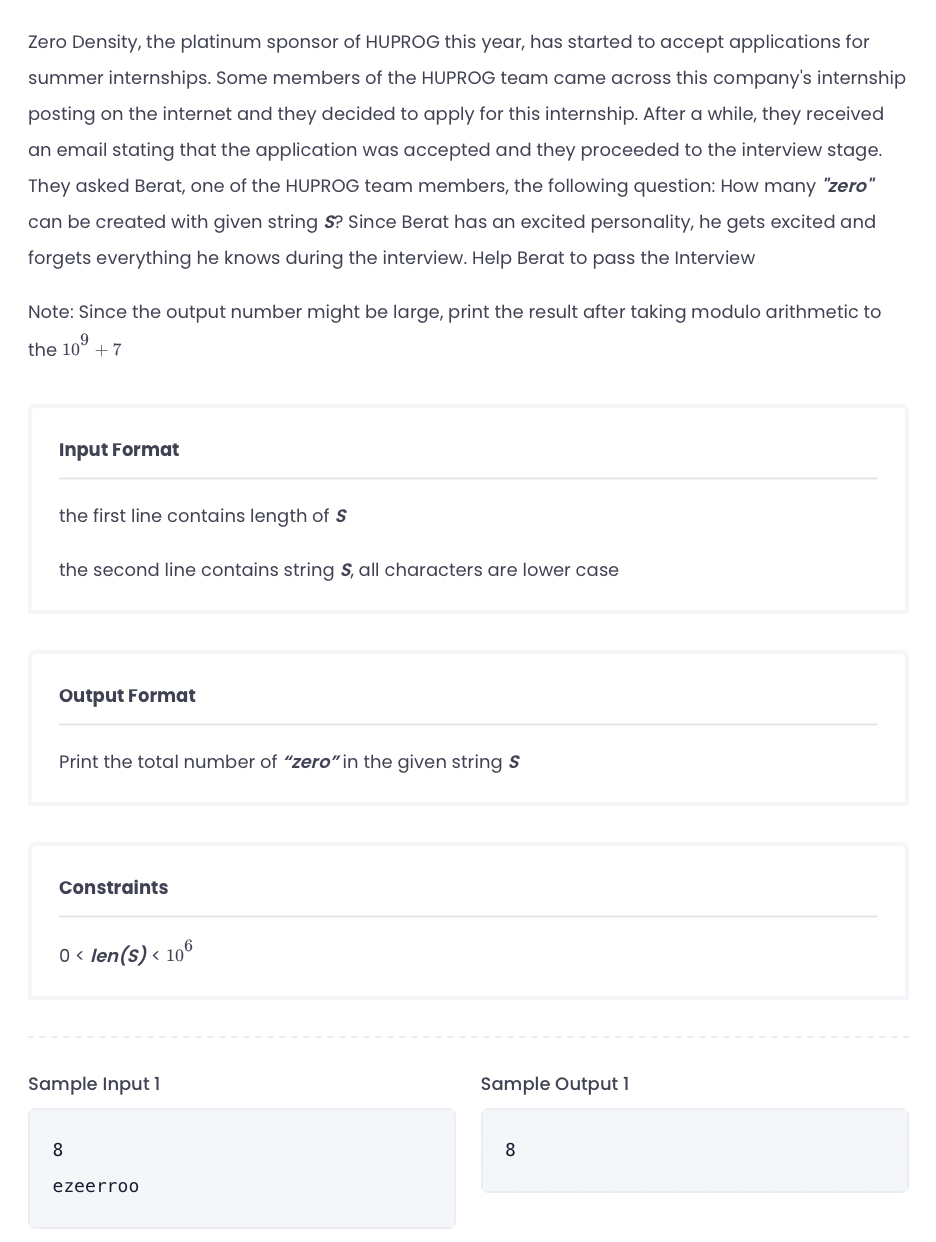 Zero Density, the platinum sponsor of HUPROG this year, has started to accept applications for
summer internships. Some members of the HUPROG team came across this company's internship
posting on the internet and they decided to apply for this internship. After a while, they received
an email stating that the application was accepted and they proceeded to the interview stage.
They asked Berat, one of the HUPROG team members, the following question: How many "zero"
can be created with given string S? Since Berat has an excited personality, he gets excited and
forgets everything he knows during the interview. Help Berat to pass the Interview
Note: Since the output number might be large, print the result after taking modulo arithmetic to
the 10^9 + 7
Input Format
the first line contains length of S
the second line contains string S, all characters are lower case
Output Format
Print the total number of “zero” in the given string S
Constraints
0 < len(S) < 10^6
Sample Input 1
Sample Output 1
8
ezeerroo
8